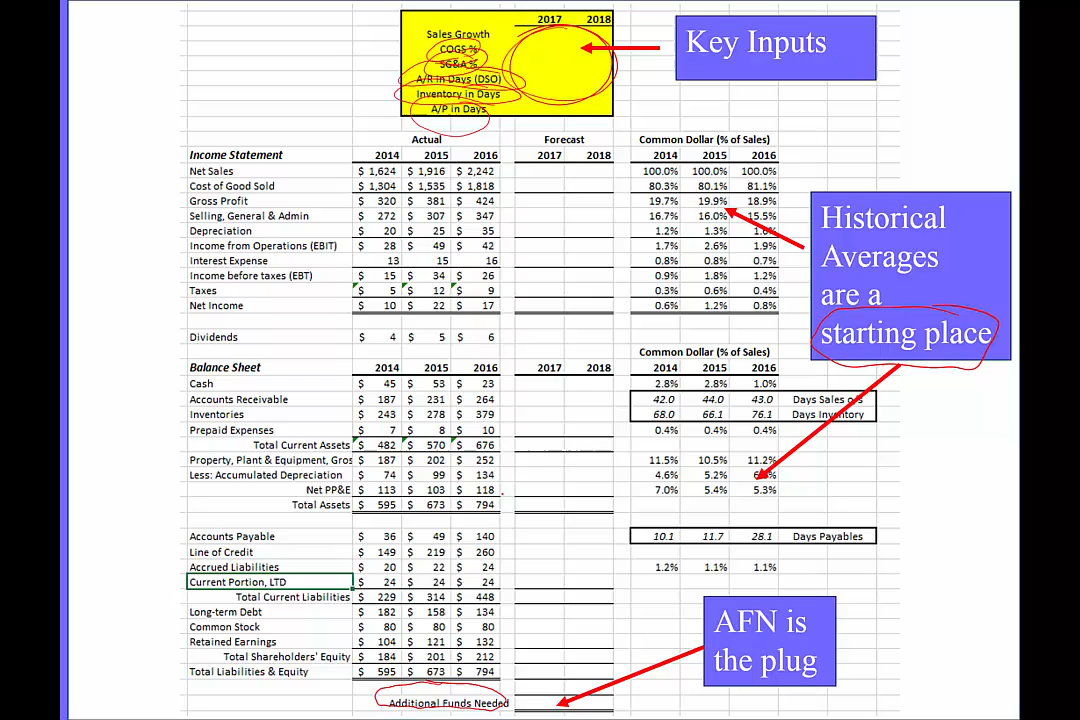 2017 2018
Sales Growth
COGS %
SG&A %
A/R in Days (DSO)
Inventory in Days
A/P in Days
Key Inputs
Actual Forecast Common Dollar (% of Sales)
Income Statement 2014 2015 2016 2017 2018 2014 2015 2016
Net Sales $ 1,624 $ 1,916 $ 2,242 100.0% 100.0% 100.0%
Cost of Good Sold $ 1,304 $ 1,535 $ 1,818 80.3% 80.1% 81.1%
Gross Profit $ 320 $ 381 $ 424 19.7% 19.9% 18.9%
Selling, General & Admin $ 272 $ 307 $ 347 16.7% 16.0% 15.5%
Depreciation $ 20 $ 25 $ 35 1.2% 1.3%
Income from Operations (EBIT) $ 28 $ 49 $ 42 1.7% 2.6% 1.9%
Interest Expense 13 15 16 0.8% 0.8% 0.7%
Income before taxes (EBT) $ 15 $ 34 $ 26 0.9% 1.8% 1.2%
Taxes $ 5 $ 12 $ 9 0.3% 0.6% 0.4%
Net Income $ 10 $ 22 $ 17 0.6% 1.2% 0.8%
Historical
Averages
are a
starting place
Dividends $ 4 $ 5 $ 6
Common Dollar (% of Sales)
Balance Sheet 2014 2015 2016 2017 2018 2014 2015 2016
Cash $ 45 $ 53 $ 23 2.8% 2.8% 1.0%
Accounts Receivable $ 187 $ 231 $ 264 42.0 44.0 43.0 Days Sales o/s
Inventories $ 243 $ 278 $ 379 68.0 66.1 76.1 Days Inventory
Prepaid Expenses $ 7 $ 8 $ 10 0.4% 0.4% 0.4%
Total Current Assets $ 482 $ 570 $ 676
Property, Plant & Equipment, Gros $ 187 $ 202 $ 252 11.5% 10.5% 11.2%
Less: Accumulated Depreciation $ 74 $ 99 $ 134 4.6% 5.2%
Net PP&E $ 113 $ 103 $ 118 7.0% 5.4% 5.3%
Total Assets $ 595 $ 673 $ 794
Accounts Payable $ 36 $ 49 $ 140 10.1 11.7 28.1 Days Payables
Line of Credit $ 149 $ 219 $ 260
Accrued Liabilities $ 20 $ 22 $ 24 1.2% 1.1% 1.1%
Current Portion, LTD $ 24 $ 24 $ 24
Total Current Liabilities $ 229 $ 314 $ 448
Long-term Debt $ 182 $ 158 $ 134
Common Stock $ 80 $ 80 $ 80
Retained Earnings $ 104 $ 121 $ 132
Total Shareholders' Equity $ 184 $ 201 $ 212
Total Liabilities & Equity $ 595 $ 673 $ 794
Additional Funds Needed
AFN is
the plug